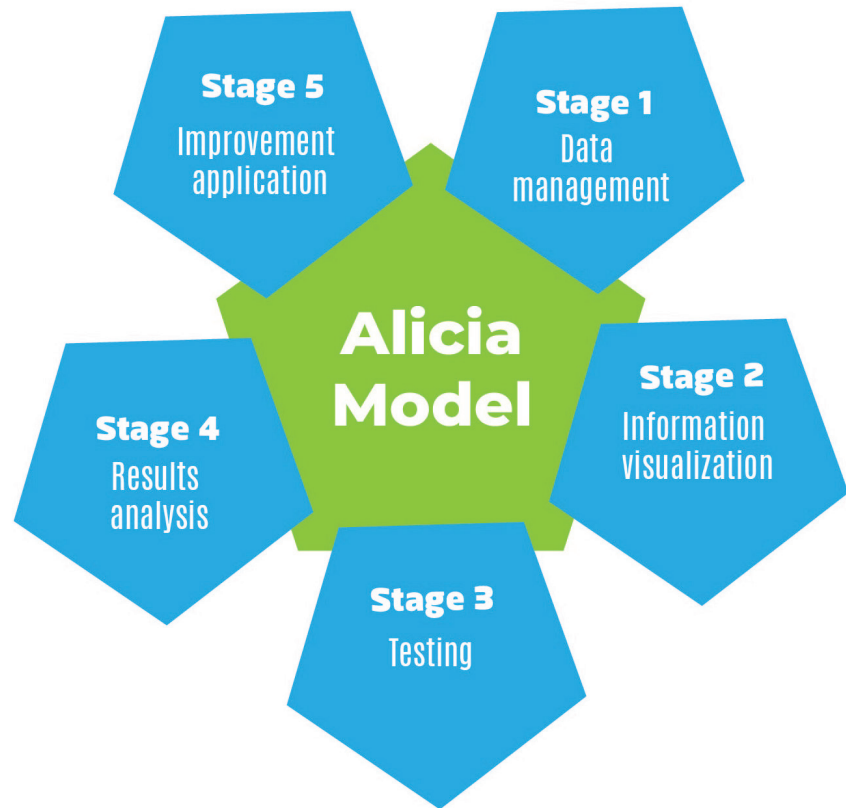 Alicia
Model
Stage 1
Data
management
Stage 2
Information
visualization
Stage 3
Testing
Stage 4
Results
analysis
Stage 5
Improvement
application